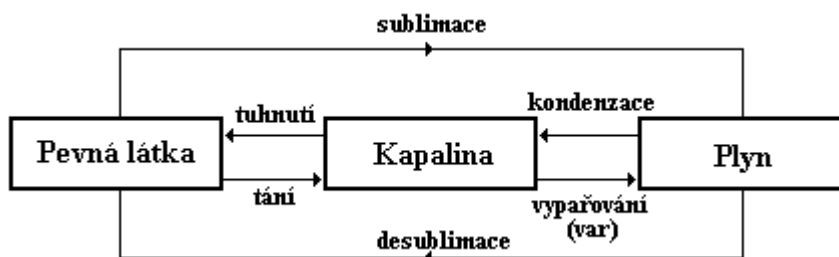 sublimace
tuhnutí
kondenzace
Pevná látka
Kapalina
Plyn
tání
vypařování
(var)
desublimace